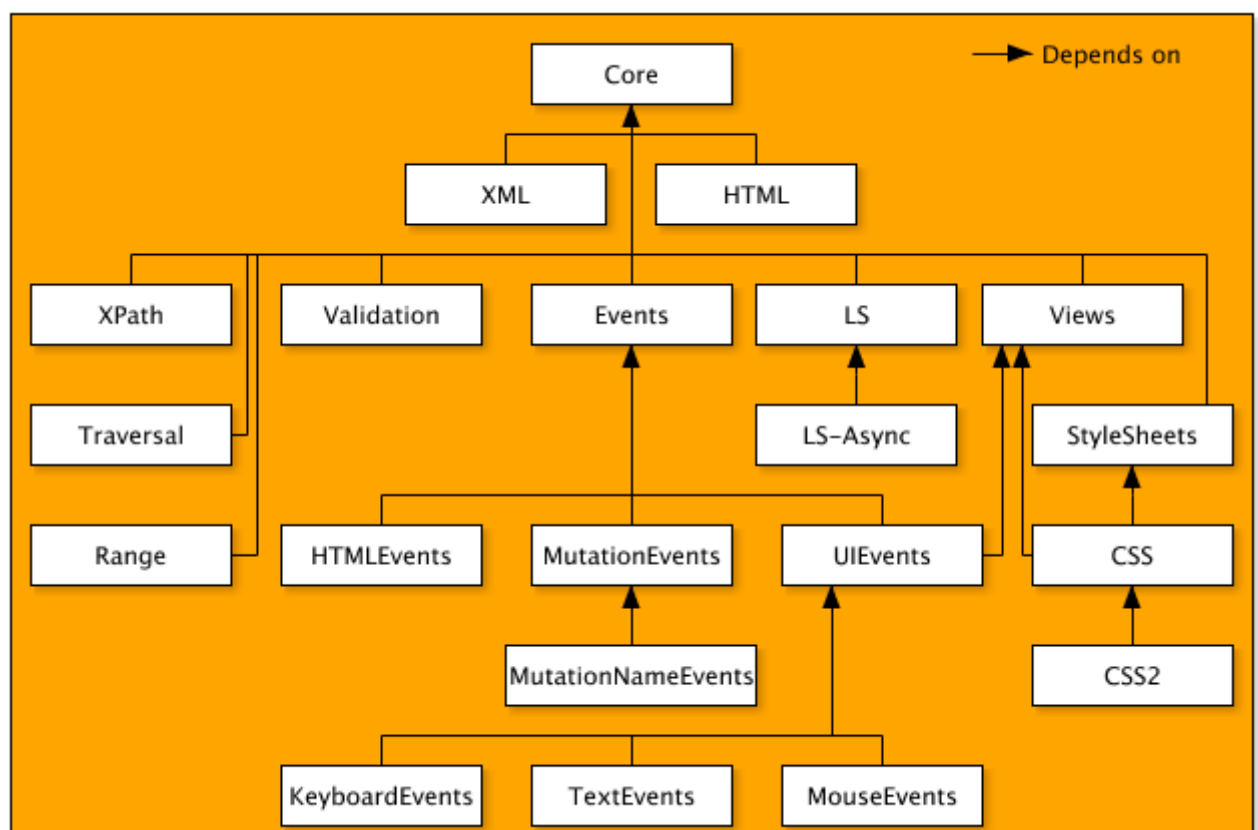 Core
Depends on
XML
HTML
XPath
Validation
Events
LS
Views
Traversal
LS-Async
StyleSheets
Range
HTMLEvents
MutationEvents
UIEvents
CSS
MutationNameEvents
CSS2
KeyboardEvents
TextEvents
MouseEvents